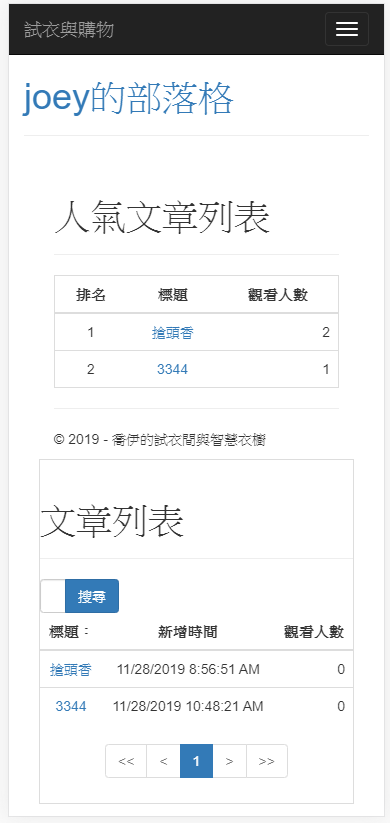 試衣與購物
joey的部落格
人氣文章列表
排名 標題 觀看人數
1 搶頭香 2
2 3344 1
© 2019 - 喬伊的試衣間與智慧衣櫥
文章列表
搜尋
標題： 新增時間 觀看人數
搶頭香 11/28/2019 8:56:51 AM 0
3344 11/28/2019 10:48:21 AM 0
<< < 1 > >>